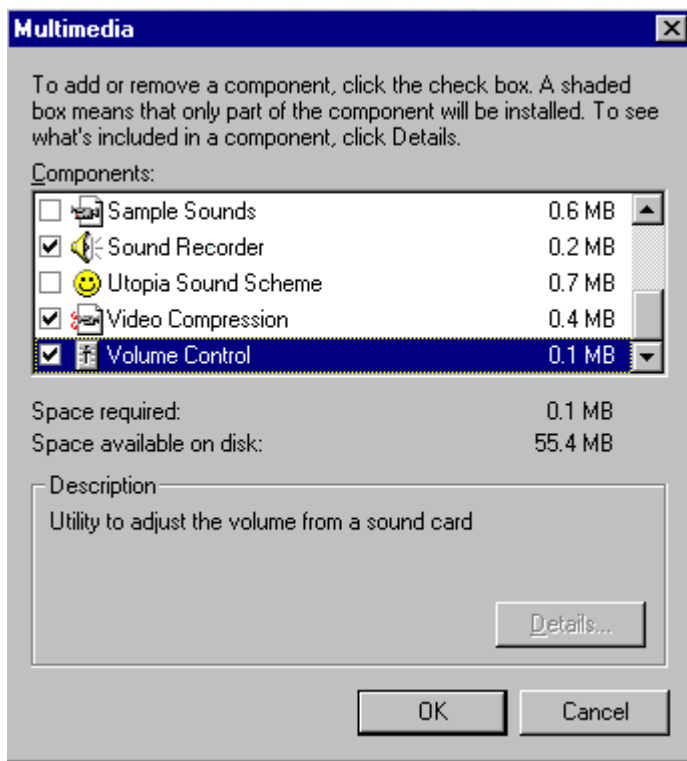 Multimedia
To add or remove a component, click the check box. A shaded
box means that only part of the component will be installed. To see
what's included in a component, click Details.
Components:
Sample Sounds 0.6 MB
Sound Recorder 0.2 MB
Utopia Sound Scheme 0.7 MB
Video Compression 0.4 MB
Volume Control 0.1 MB
Space required: 0.1 MB
Space available on disk: 55.4 MB
Description
Utility to adjust the volume from a sound card
Details...
OK Cancel